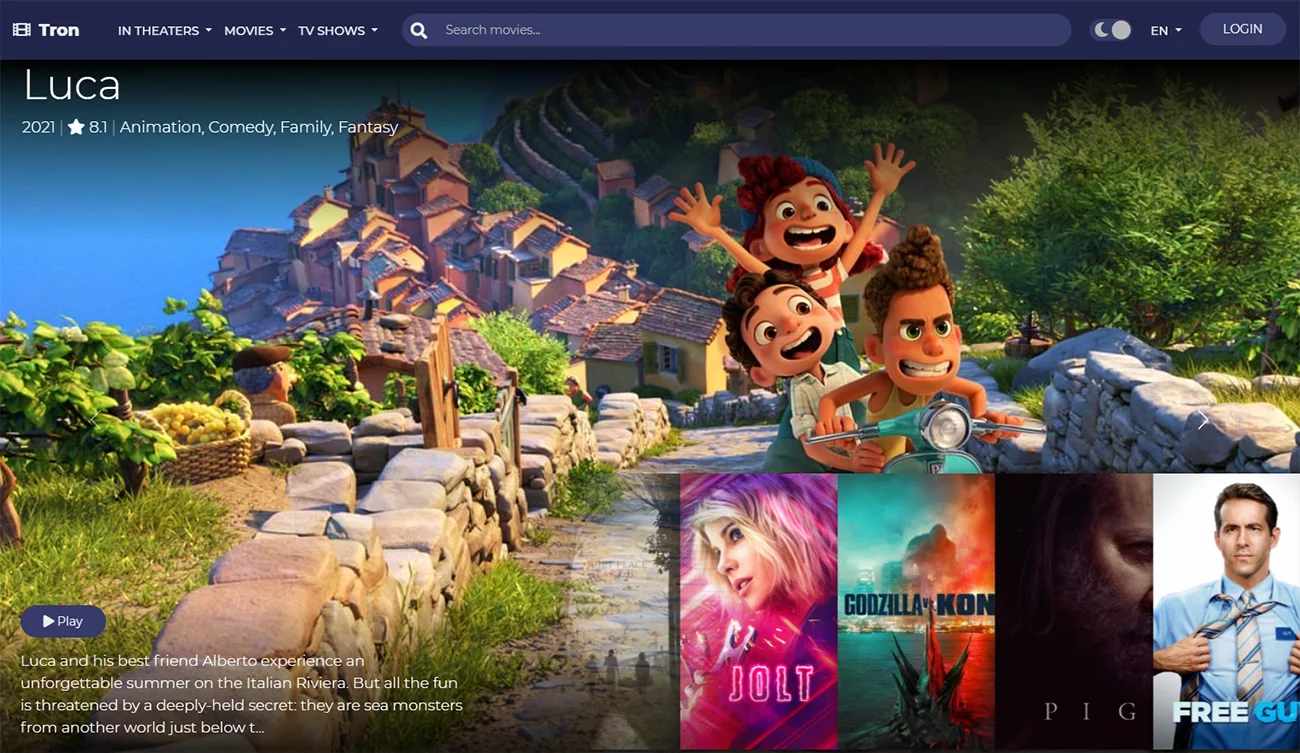 Tron
IN THEATERS
MOVIES
TV SHOWS
Search movies...
EN
LOGIN
Luca
2021 | ★ 8.1 | Animation, Comedy, Family, Fantasy
Play
Luca and his best friend Alberto experience an
unforgettable summer on the Italian Riviera. But all the fun
is threatened by a deeply-held secret: they are sea monsters
from another world just below t...
JOLT
GODZILLA v. KON
PIG
FREE GU